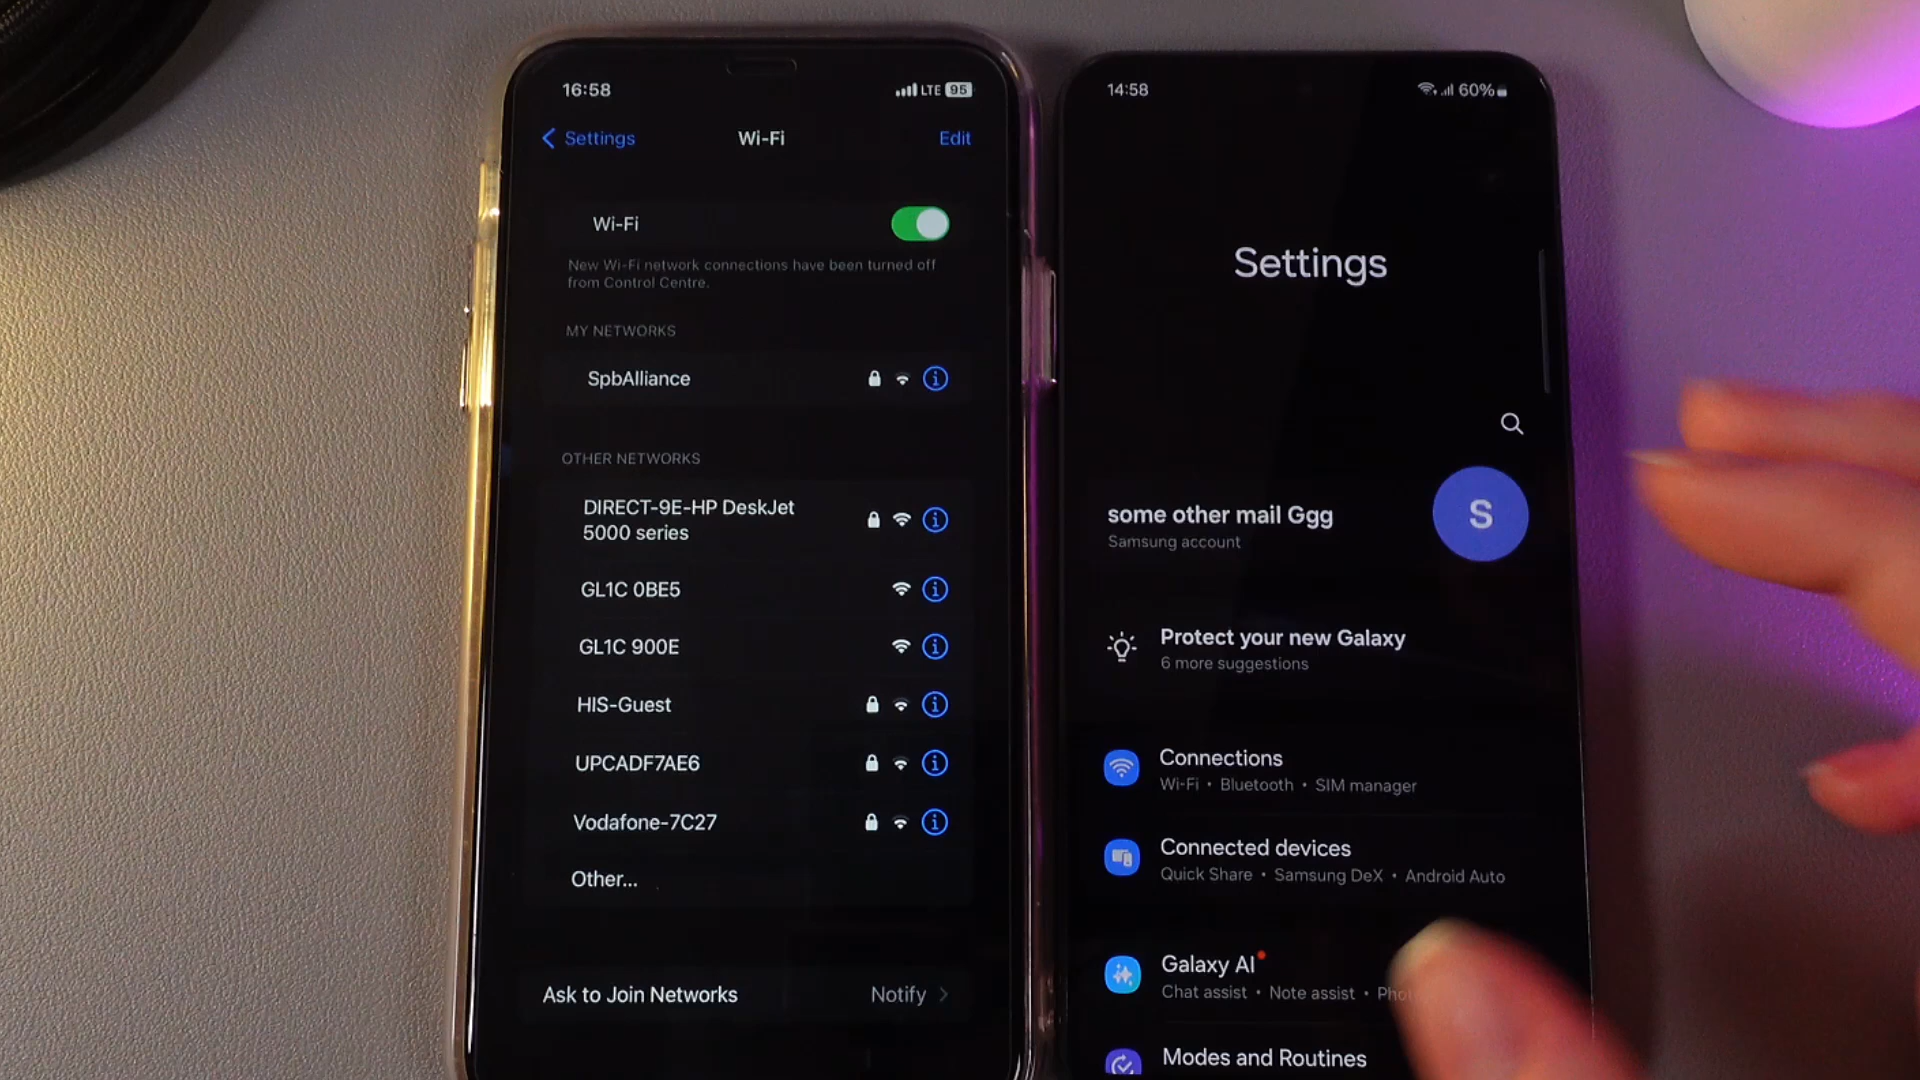 16:58
LTE 95
Settings
Wi-Fi
Edit
Wi-Fi
New Wi-Fi network connections have been turned off
from Control Centre.
MY NETWORKS
SpbAlliance
OTHER NETWORKS
DIRECT-9E-HP DeskJet
5000 series
GL1C 0BE5
GL1C 900E
HIS-Guest
UPCADF7AE6
Vodafone-7C27
Other...
Ask to Join Networks
Notify
14:58
60%
Settings
some other mail Ggg
Samsung account
S
Protect your new Galaxy
6 more suggestions
Connections
Wi-Fi • Bluetooth • SIM manager
Connected devices
Quick Share • Samsung DeX • Android Auto
Galaxy AI
Chat assist • Note assist •
Modes and Routines